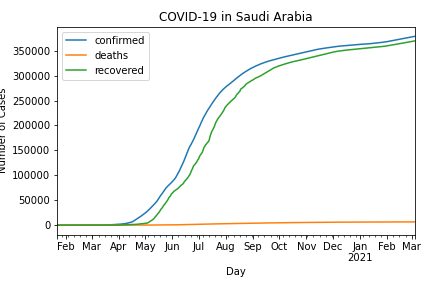 COVID-19 in Saudi Arabia
confirmed
deaths
recovered
350000
300000
250000
200000
150000
100000
50000
0
Number of Cases
Feb Mar Apr May Jun Jul Aug Sep Oct Nov Dec Jan Feb Mar
2021
Day